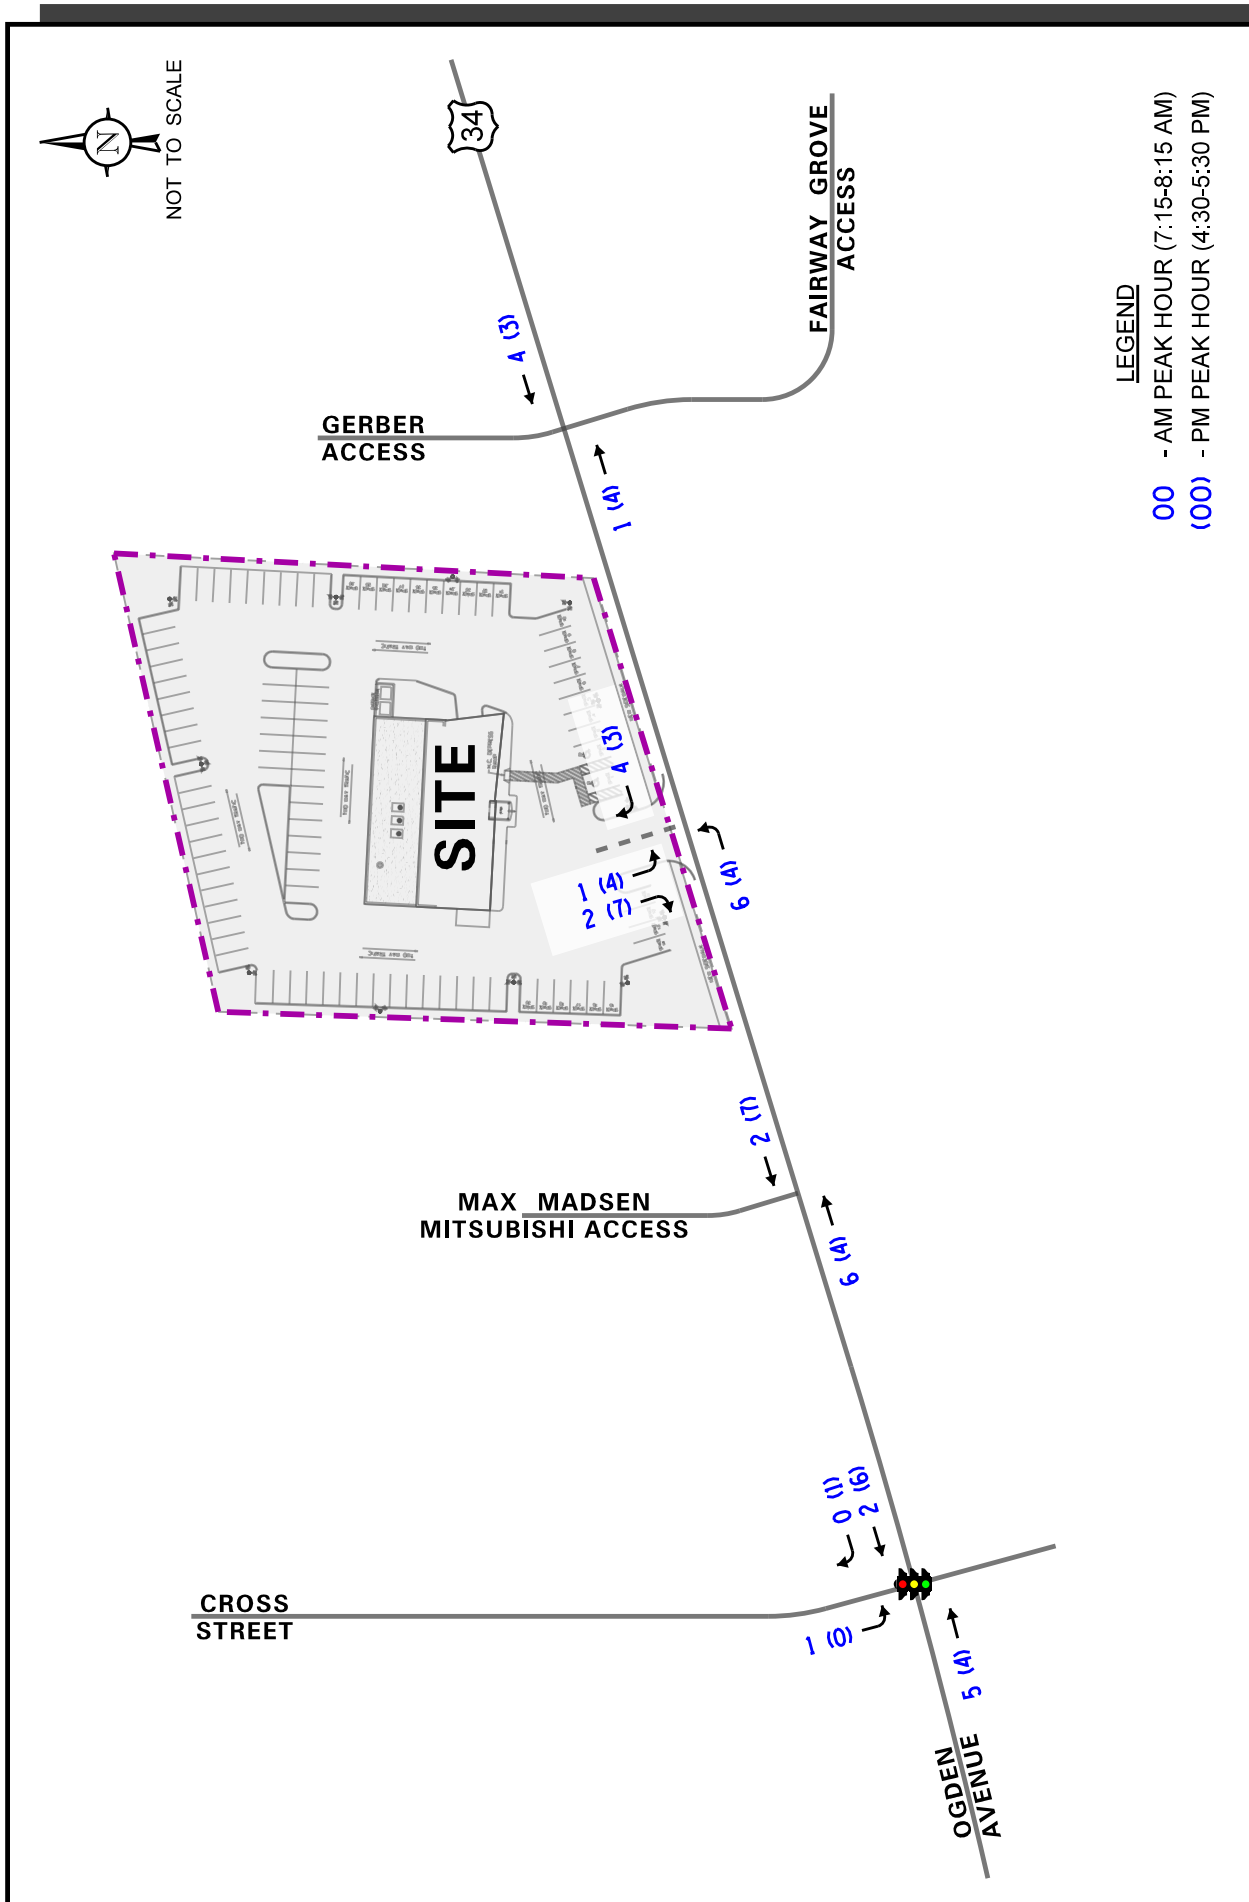 N
NOT TO SCALE
34
FAIRWAY GROVE
ACCESS
4 (3)
GERBER
ACCESS
1 (4)
LEGEND
00 - AM PEAK HOUR (7:15-8:15 AM)
(00) - PM PEAK HOUR (4:30-5:30 PM)
SITE
4 (3)
1 (4)
2 (7)
6 (4)
2 (7)
MAX MADSEN
MITSUBISHI ACCESS
6 (4)
0 (1)
2 (6)
CROSS
STREET
1 (0)
5 (4)
OGDEN
AVENUE